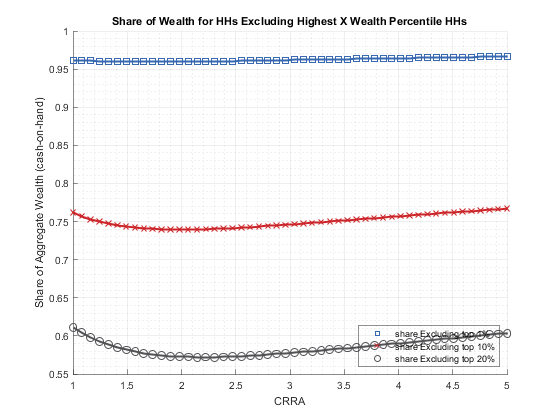 Share of Wealth for HHs Excluding Highest X Wealth Percentile HHs
1
0.95
0.9
0.85
0.8
0.75
0.7
0.65
0.6
0.55
Share of Aggregate Wealth (cash-on-hand)
share Excluding top 1%
share Excluding top 10%
share Excluding top 20%
1 1.5 2 2.5 3 3.5 4 4.5 5
CRRA